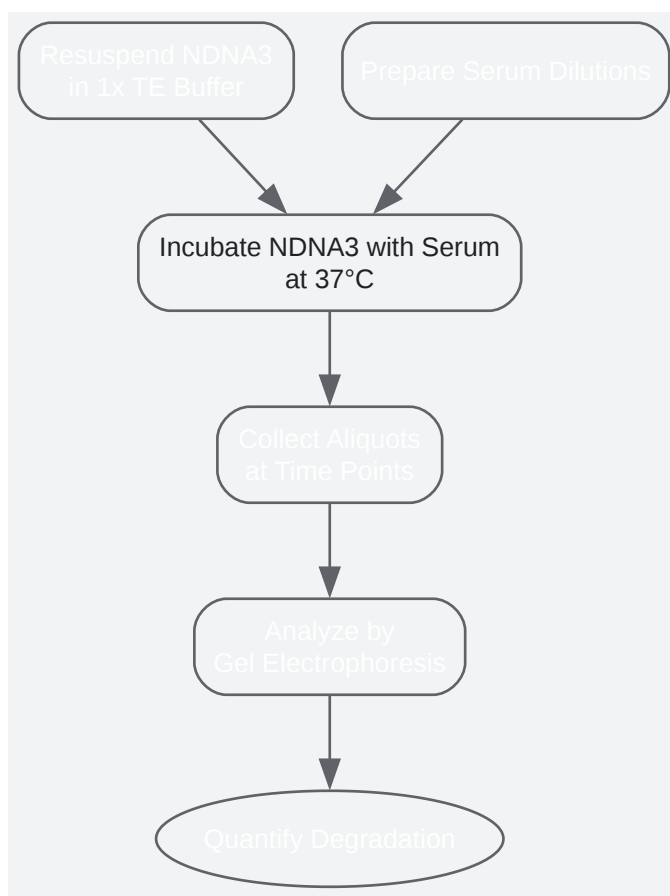 Resuspend NDNA3
in 1x TE Buffer
Prepare Serum Dilutions
Incubate NDNA3 with Serum
at 37°C
Collect Aliquots
at Time Points
Analyze by
Gel Electrophoresis
Quantify Degradation